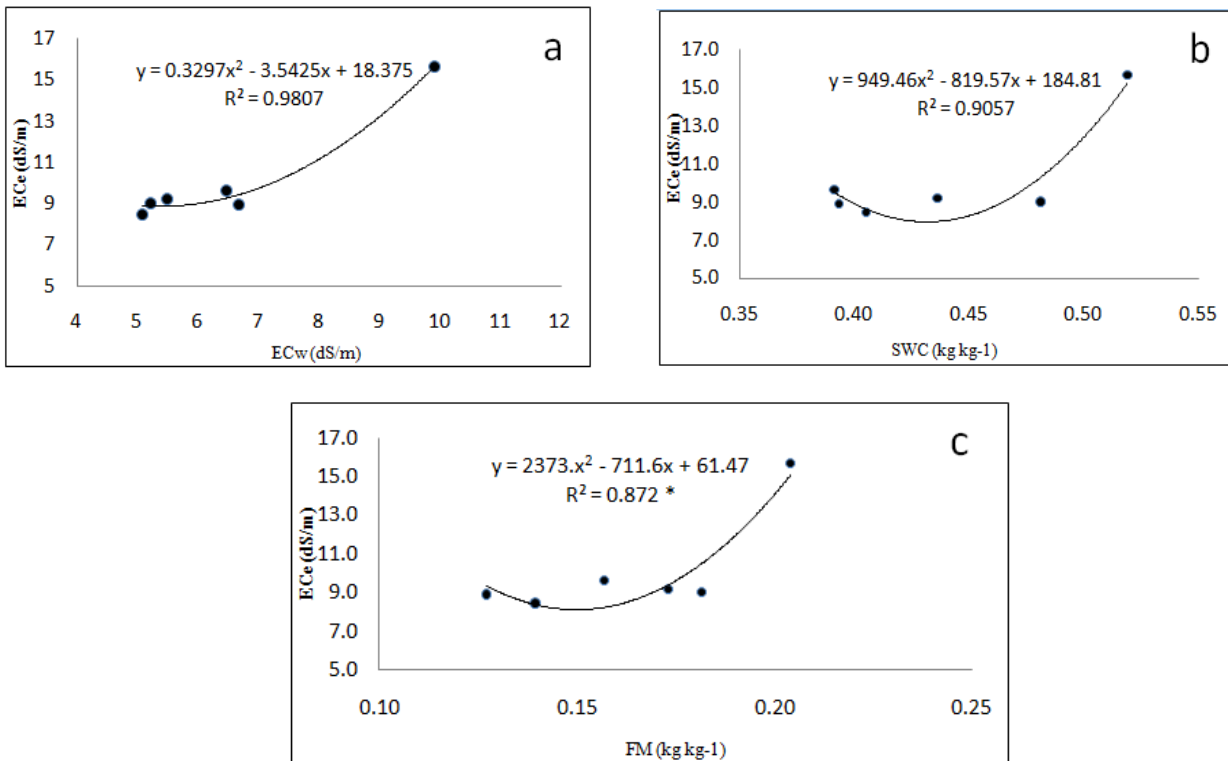 a
y = 0.3297x² - 3.5425x + 18.375
R² = 0.9807
17
15
13
11
9
7
5
ECe (dS/m)
4 5 6 7 8 9 10 11 12
ECw (dS/m)
b
y = 949.46x² - 819.57x + 184.81
R² = 0.9057
17.0
15.0
13.0
11.0
9.0
7.0
5.0
ECe (dS/m)
0.35 0.40 0.45 0.50 0.55
SWC (kg kg-1)
c
y = 2373.x² - 711.6x + 61.47
R² = 0.872 *
17.0
15.0
13.0
11.0
9.0
7.0
5.0
ECe (dS/m)
0.10 0.15 0.20 0.25
FM (kg kg-1)